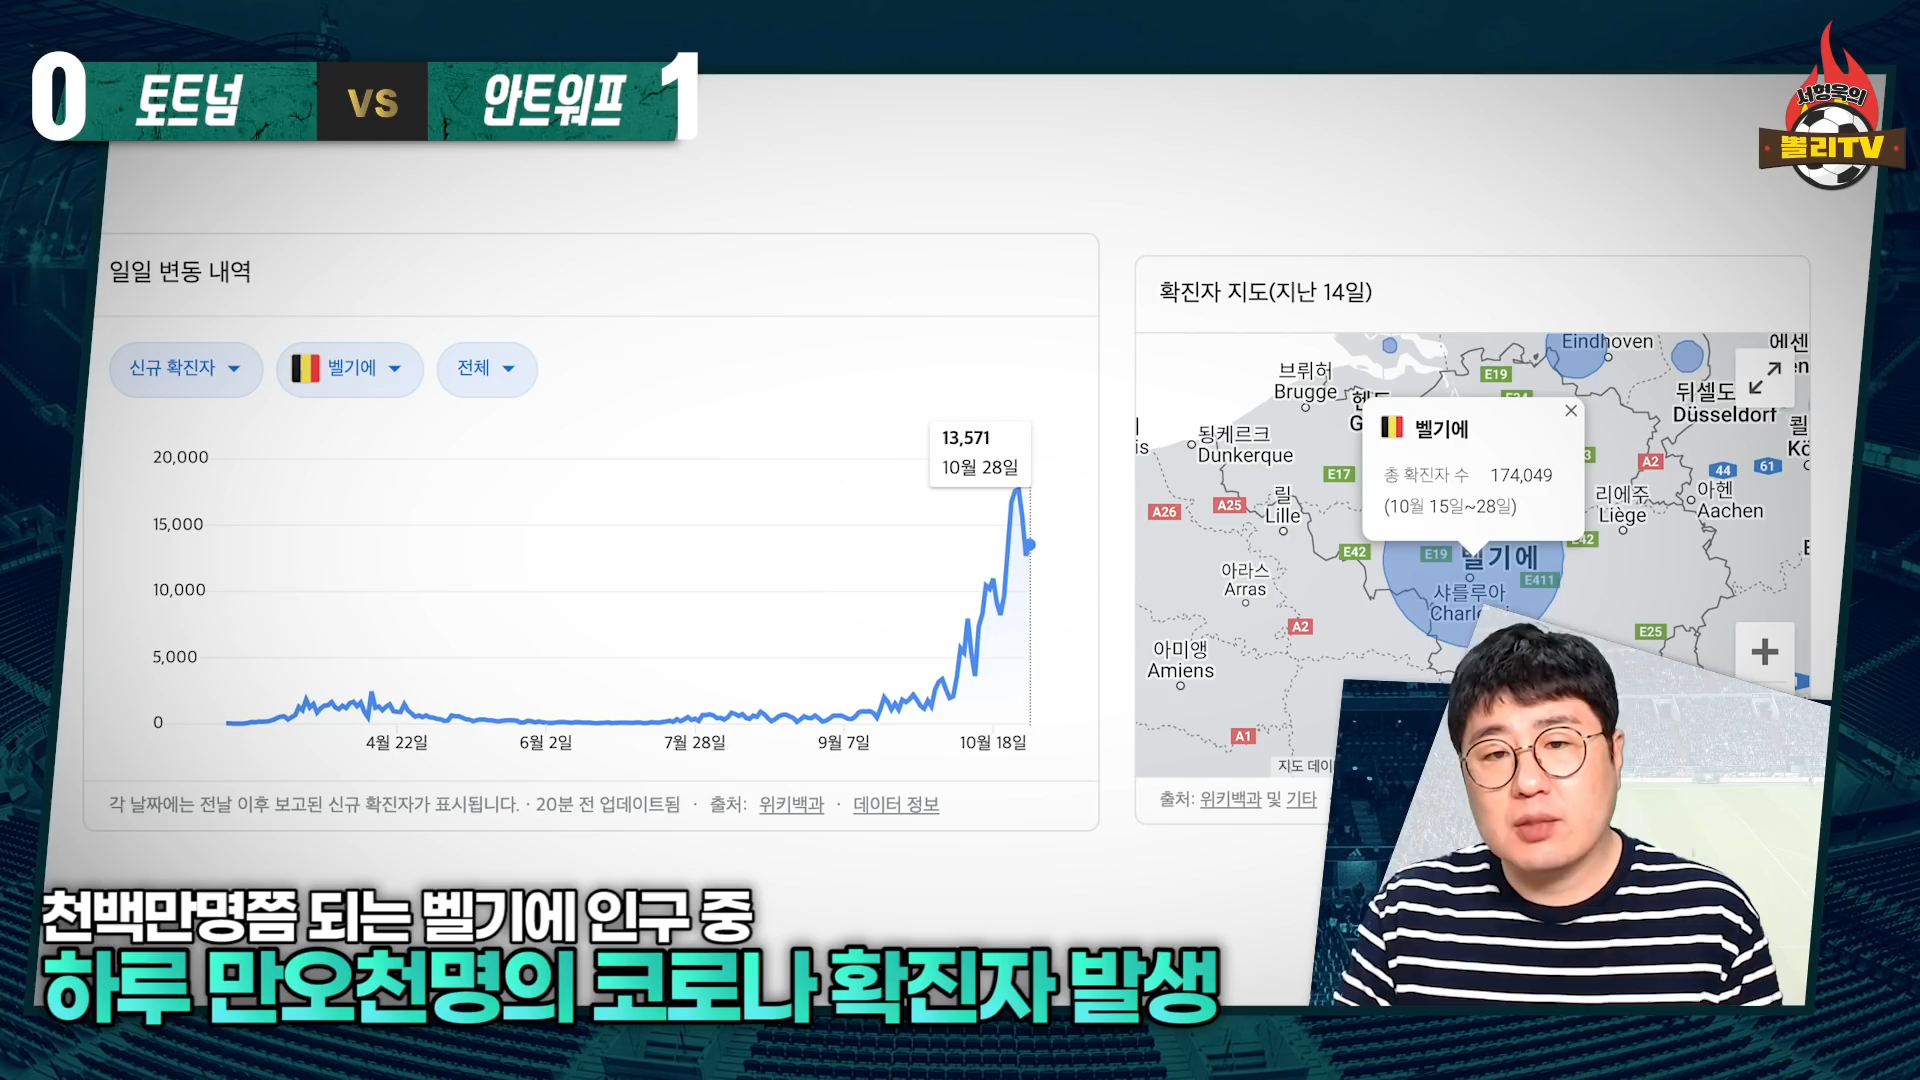 0 토트넘 VS 안트워프 1
서형욱의
뽈리TV
일일 변동 내역
신규 확진자
벨기에
전체
13,571
10월 28일
20,000
15,000
10,000
5,000
0
4월 22일
6월 2일
7월 28일
9월 7일
10월 18일
각 날짜에는 전날 이후 보고된 신규 확진자가 표시됩니다. · 20분 전 업데이트됨 · 출처: 위키백과 · 데이터 정보
확진자 지도(지난 14일)
Eindhoven
에센
브뤼허
Brugge
E19
뒤셀도
Düsseldorf
됭케르크
Dunkerque
E17
A2
44
61
릴
Lille
A25
A26
리에주
Liège
아헨
Aachen
벨기에
총 확진자 수 174,049
(10월 15일~28일)
E42
E19
벨기에
E411
E42
샤를루아
아라스
Arras
A2
E25
아미앵
Amiens
A1
출처: 위키백과 및 기타
천백만명쯤 되는 벨기에 인구 중
하루 만오천명의 코로나 확진자 발생